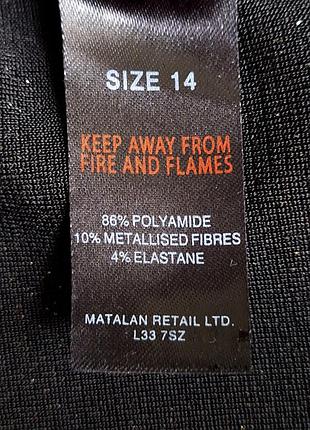 SIZE 14
KEEP AWAY FROM
FIRE AND FLAMES
86% POLYAMIDE
10% METALLISED FIBRES
4% ELASTANE
MATALAN RETAIL LTD.
L33 7SZ